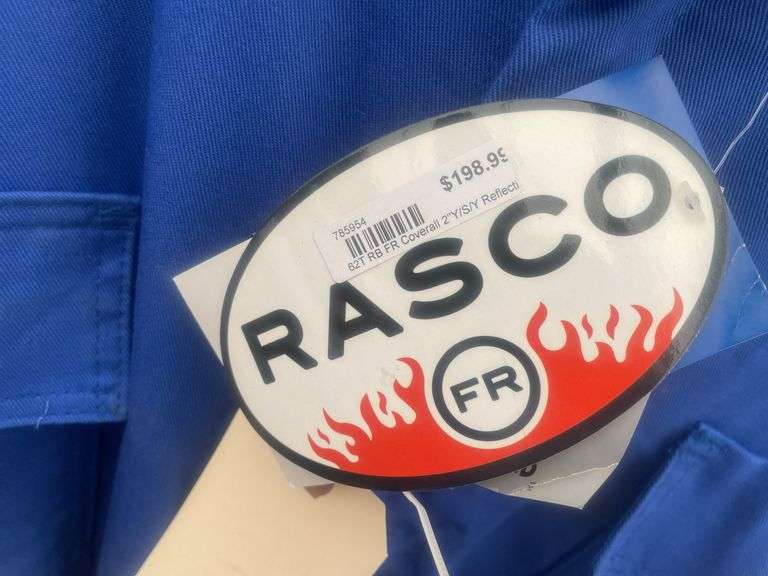 $198.99
785954
62T RB FR Coverall 2"Y/S/Y Reflecti
RASCO
FR